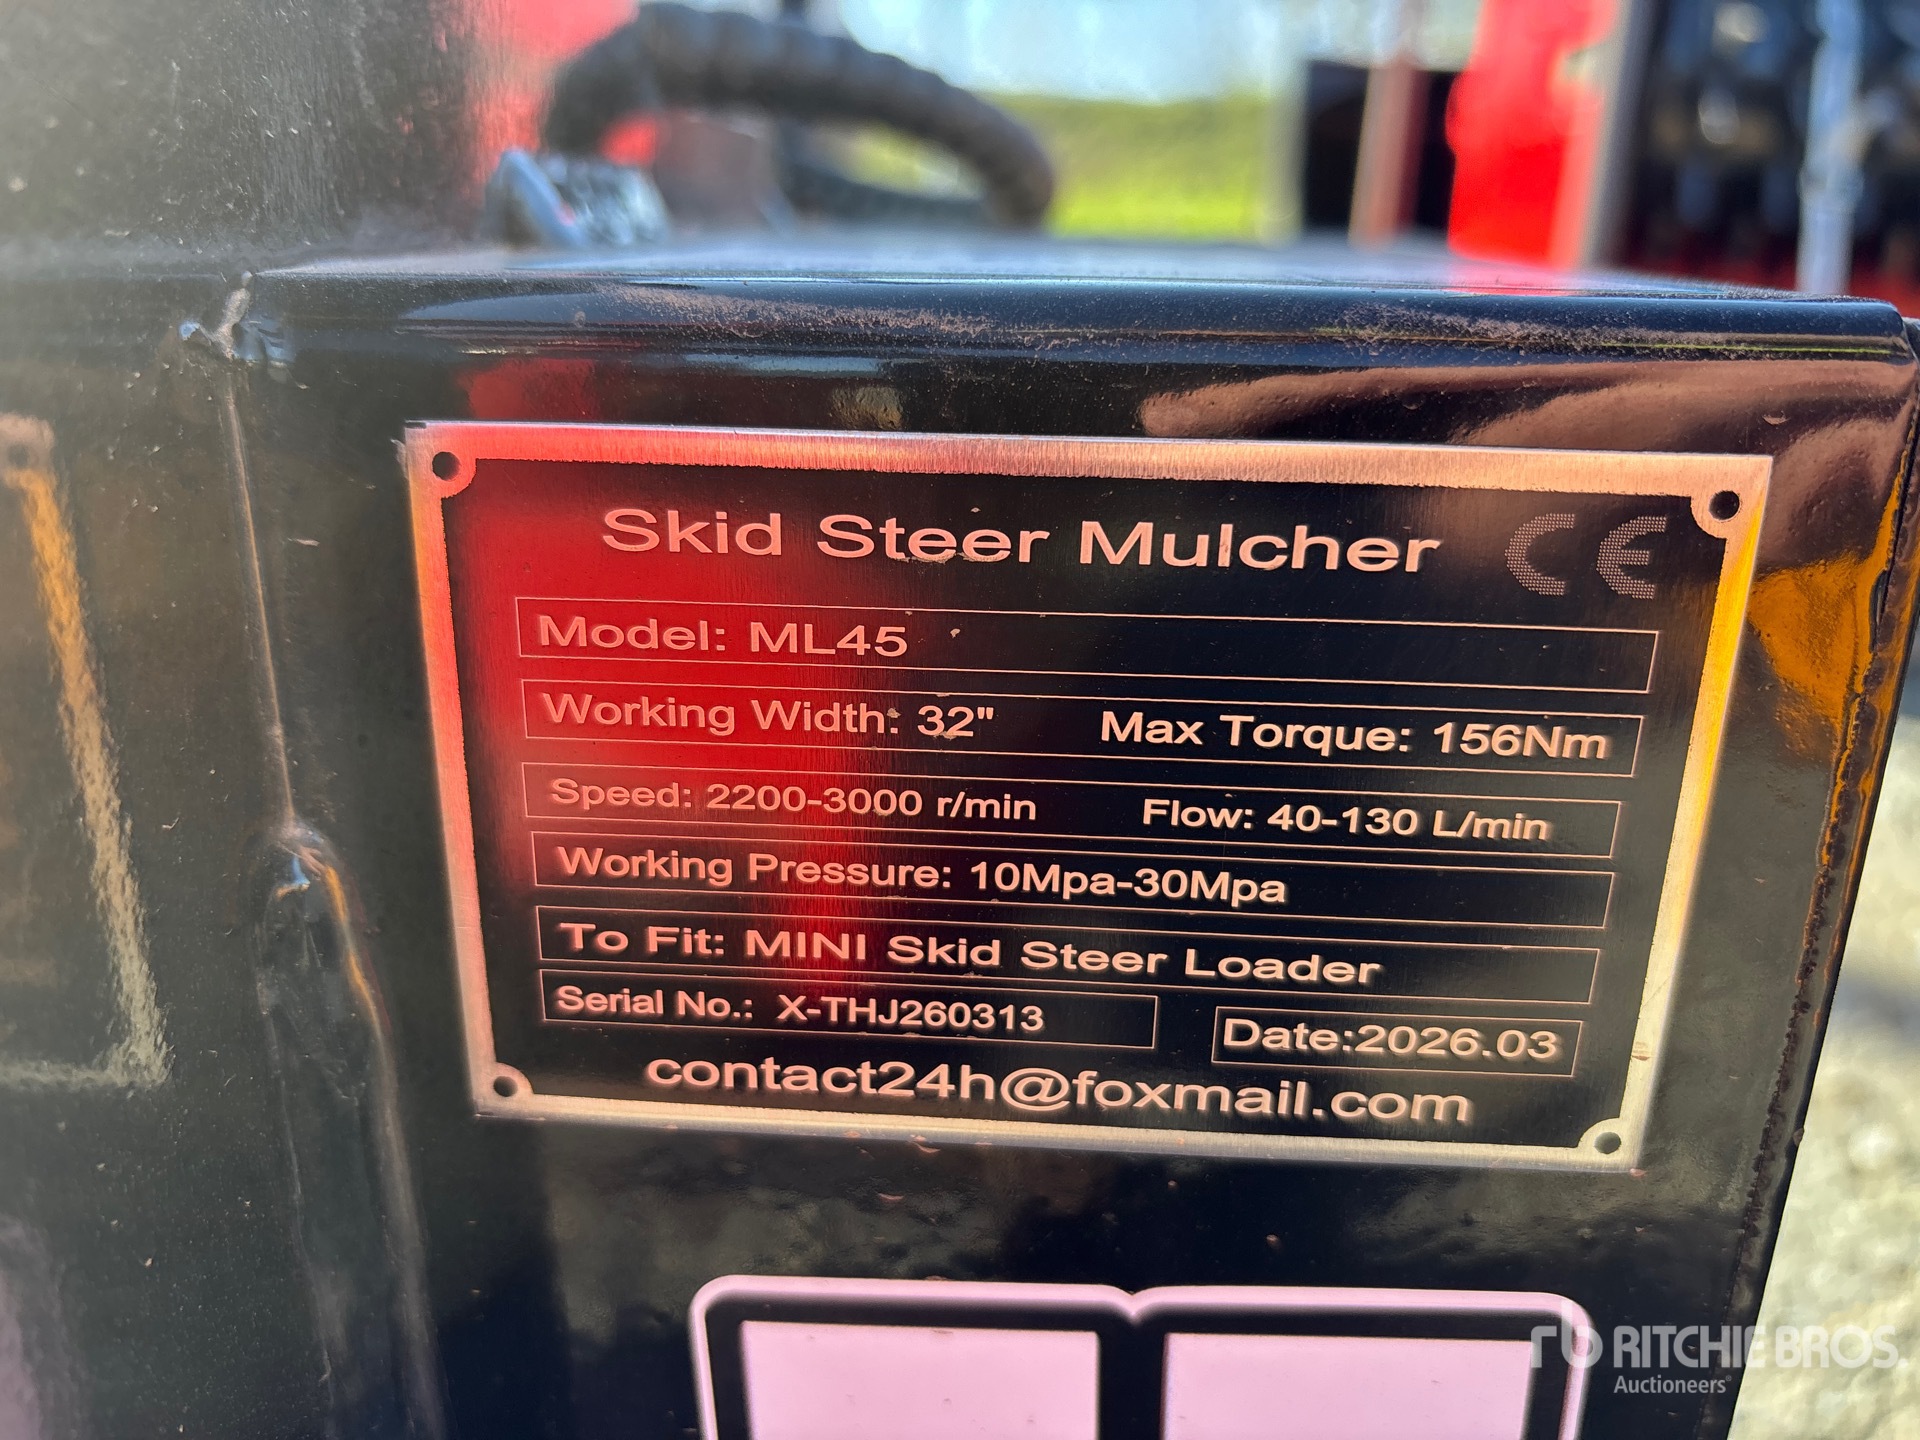 Skid Steer Mulcher CE
Model: ML45
Working Width: 32" Max Torque: 156Nm
Speed: 2200-3000 r/min Flow: 40-130 L/min
Working Pressure: 10Mpa-30Mpa
To Fit: MINI Skid Steer Loader
Serial No.: X-THJ260313 Date:2026.03
contact24h@foxmail.com
rb RITCHIE BROS.
Auctioneers